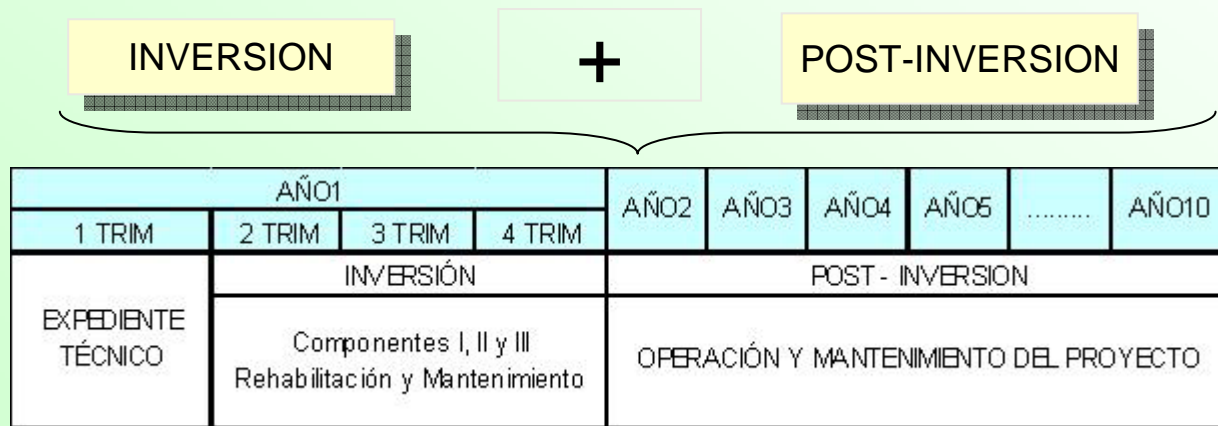 INVERSION + POST-INVERSION
AÑO1 AÑO2 AÑO3 AÑO4 AÑO5 ......... AÑO10
1 TRIM 2 TRIM 3 TRIM 4 TRIM
INVERSIÓN POST - INVERSION
EXPEDIENTE
TÉCNICO
Componentes I, II y III
Rehabilitación y Mantenimiento
OPERACIÓN Y MANTENIMIENTO DEL PROYECTO